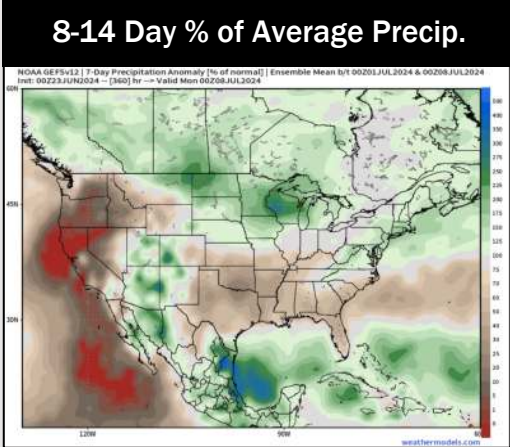 8-14 Day % of Average Precip.
NOAA GEFSv12 | 7-Day Precipitation Anomaly [% of normal] | Ensemble Mean b/t 00Z01JUL2024 & 00Z08JUL2024
Init: 00Z23JUN2024 -- [360] hr --> Valid Mon 00Z08JUL2024
60N
45N
30N
120W
90W
weathermodels.com